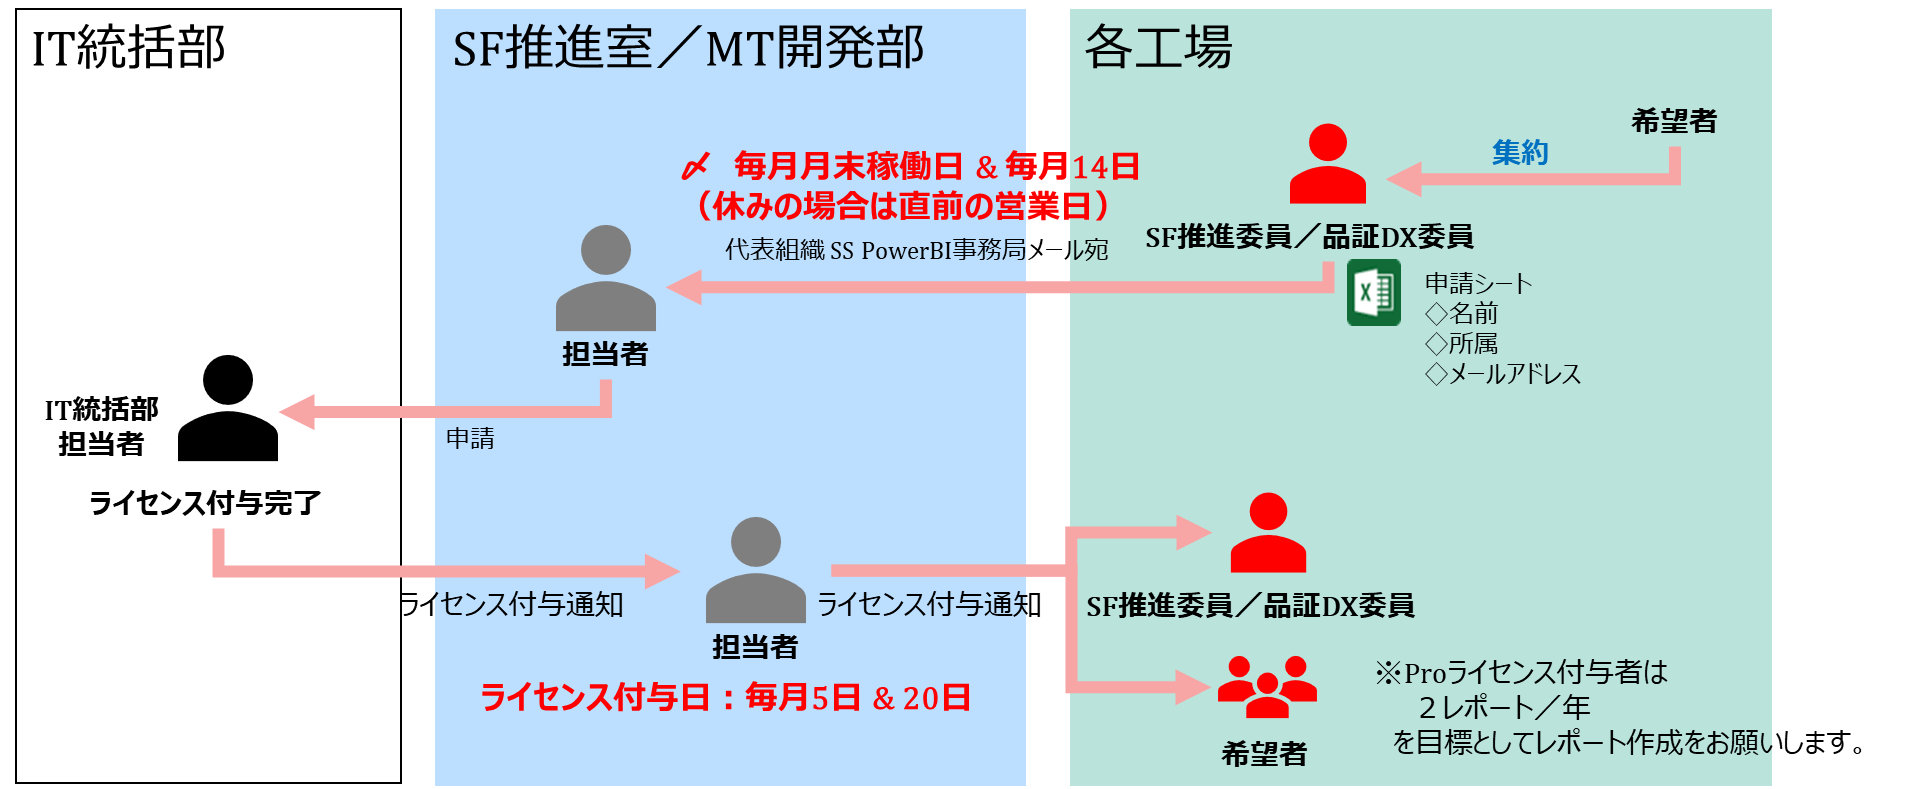 IT統括部
SF推進室／MT開発部
各工場
希望者
集約
〆 毎月月末稼働日 & 毎月14日
（休みの場合は直前の営業日）
代表組織 SS PowerBI事務局メール宛
SF推進委員／品証DX委員
申請シート
◇名前
◇所属
◇メールアドレス
担当者
申請
IT統括部
担当者
ライセンス付与完了
ライセンス付与通知
担当者
ライセンス付与通知
ライセンス付与日：毎月5日 & 20日
SF推進委員／品証DX委員
希望者
※Proライセンス付与者は
２レポート／年
を目標としてレポート作成をお願いします。